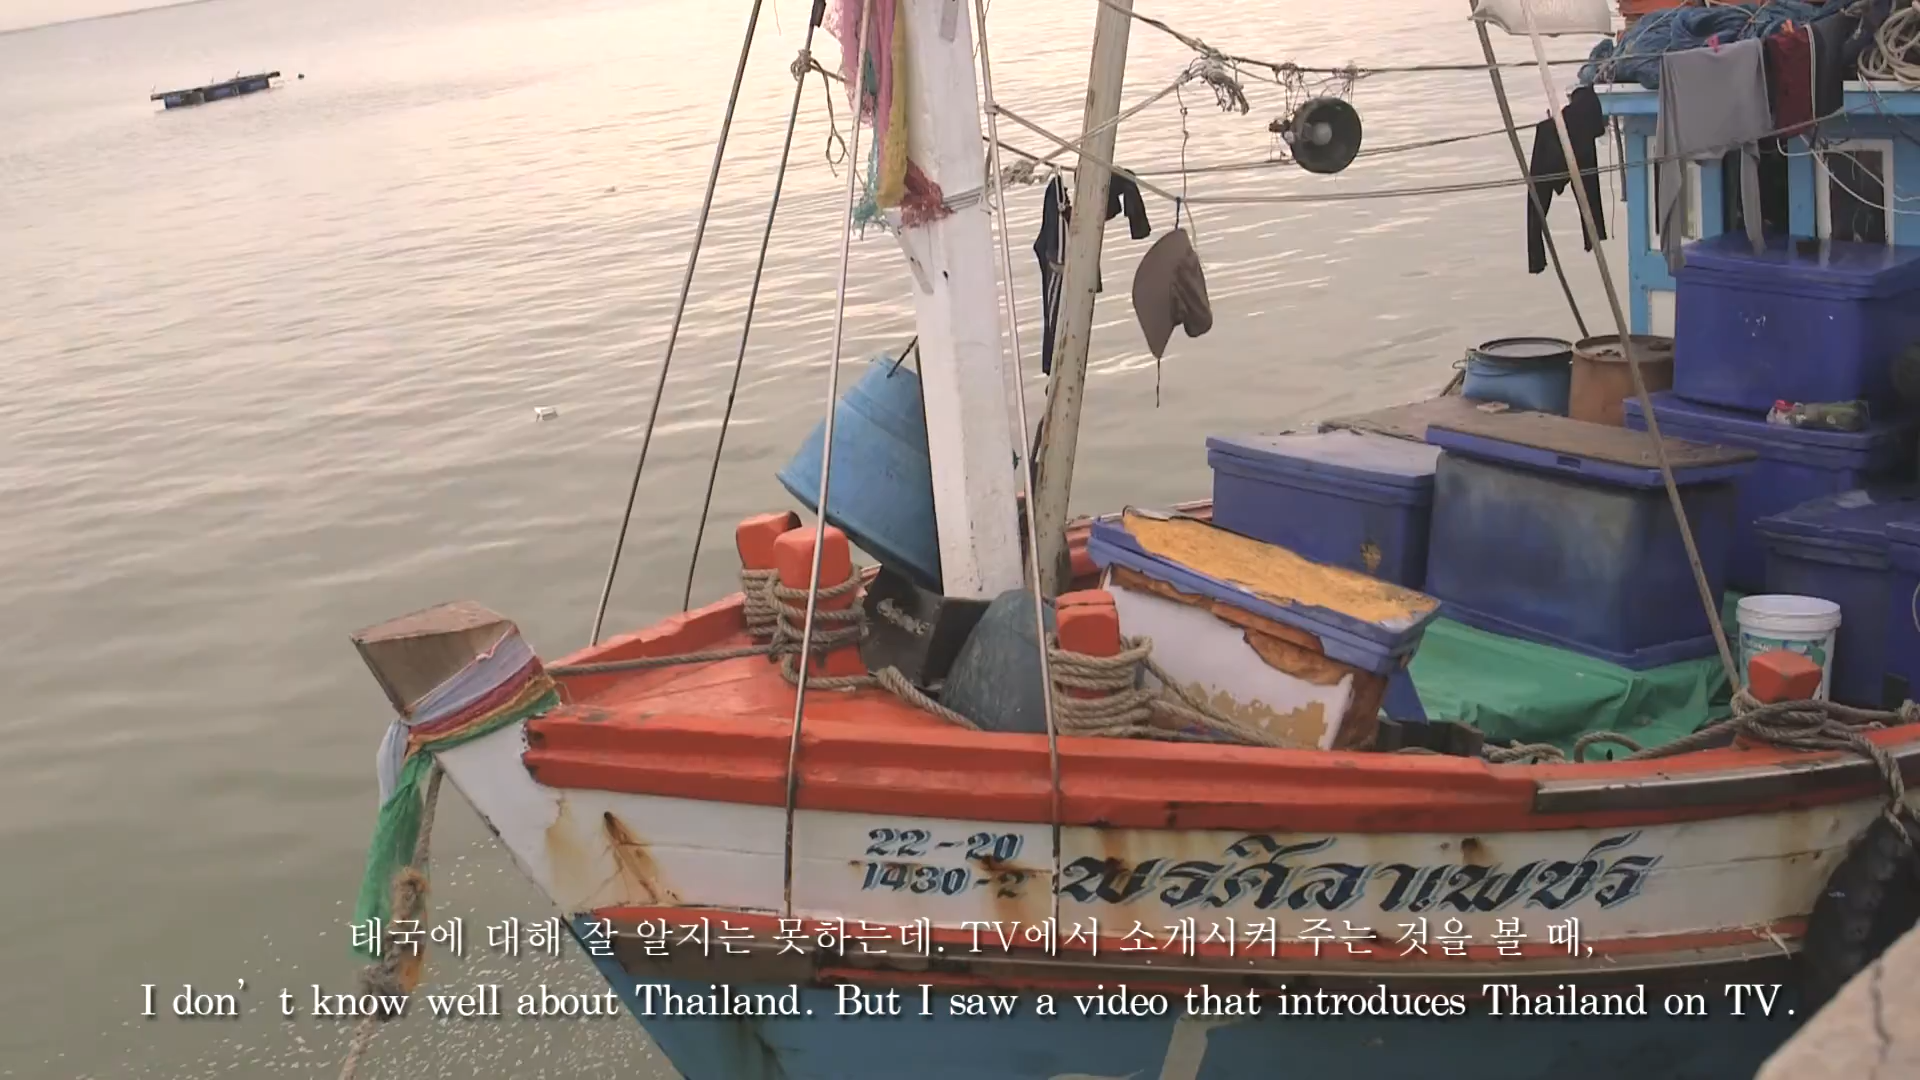 22-20
1430-2
พรศิลาเพชร
태국에 대해 잘 알지는 못하는데. TV에서 소개시켜 주는 것을 볼 때,
I don’t know well about Thailand. But I saw a video that introduces Thailand on TV.